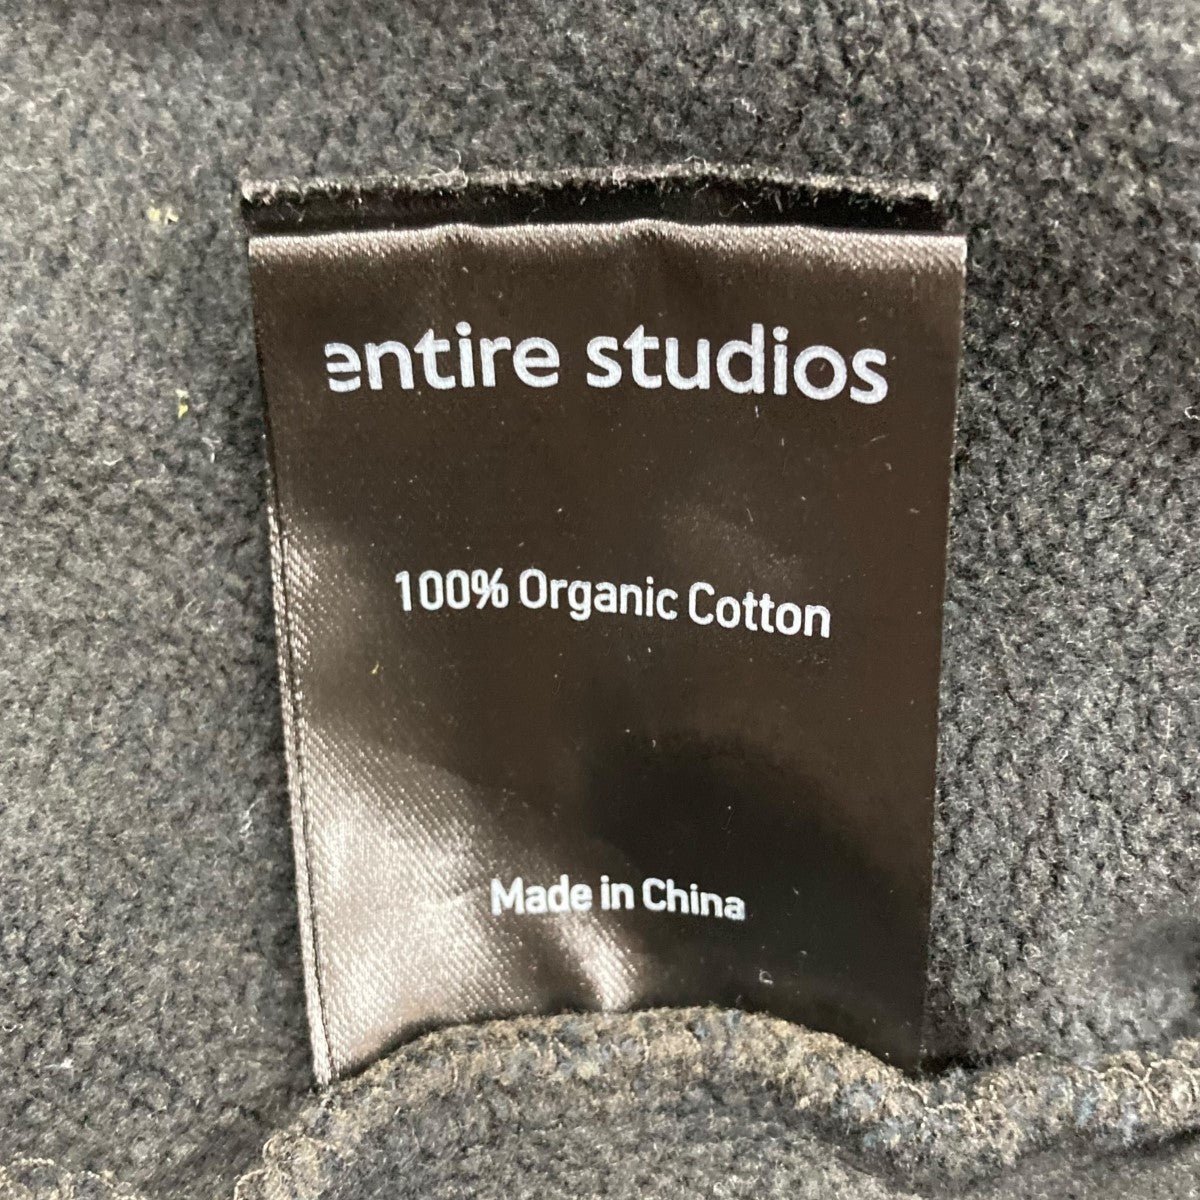 entire studios
100% Organic Cotton
Made in China